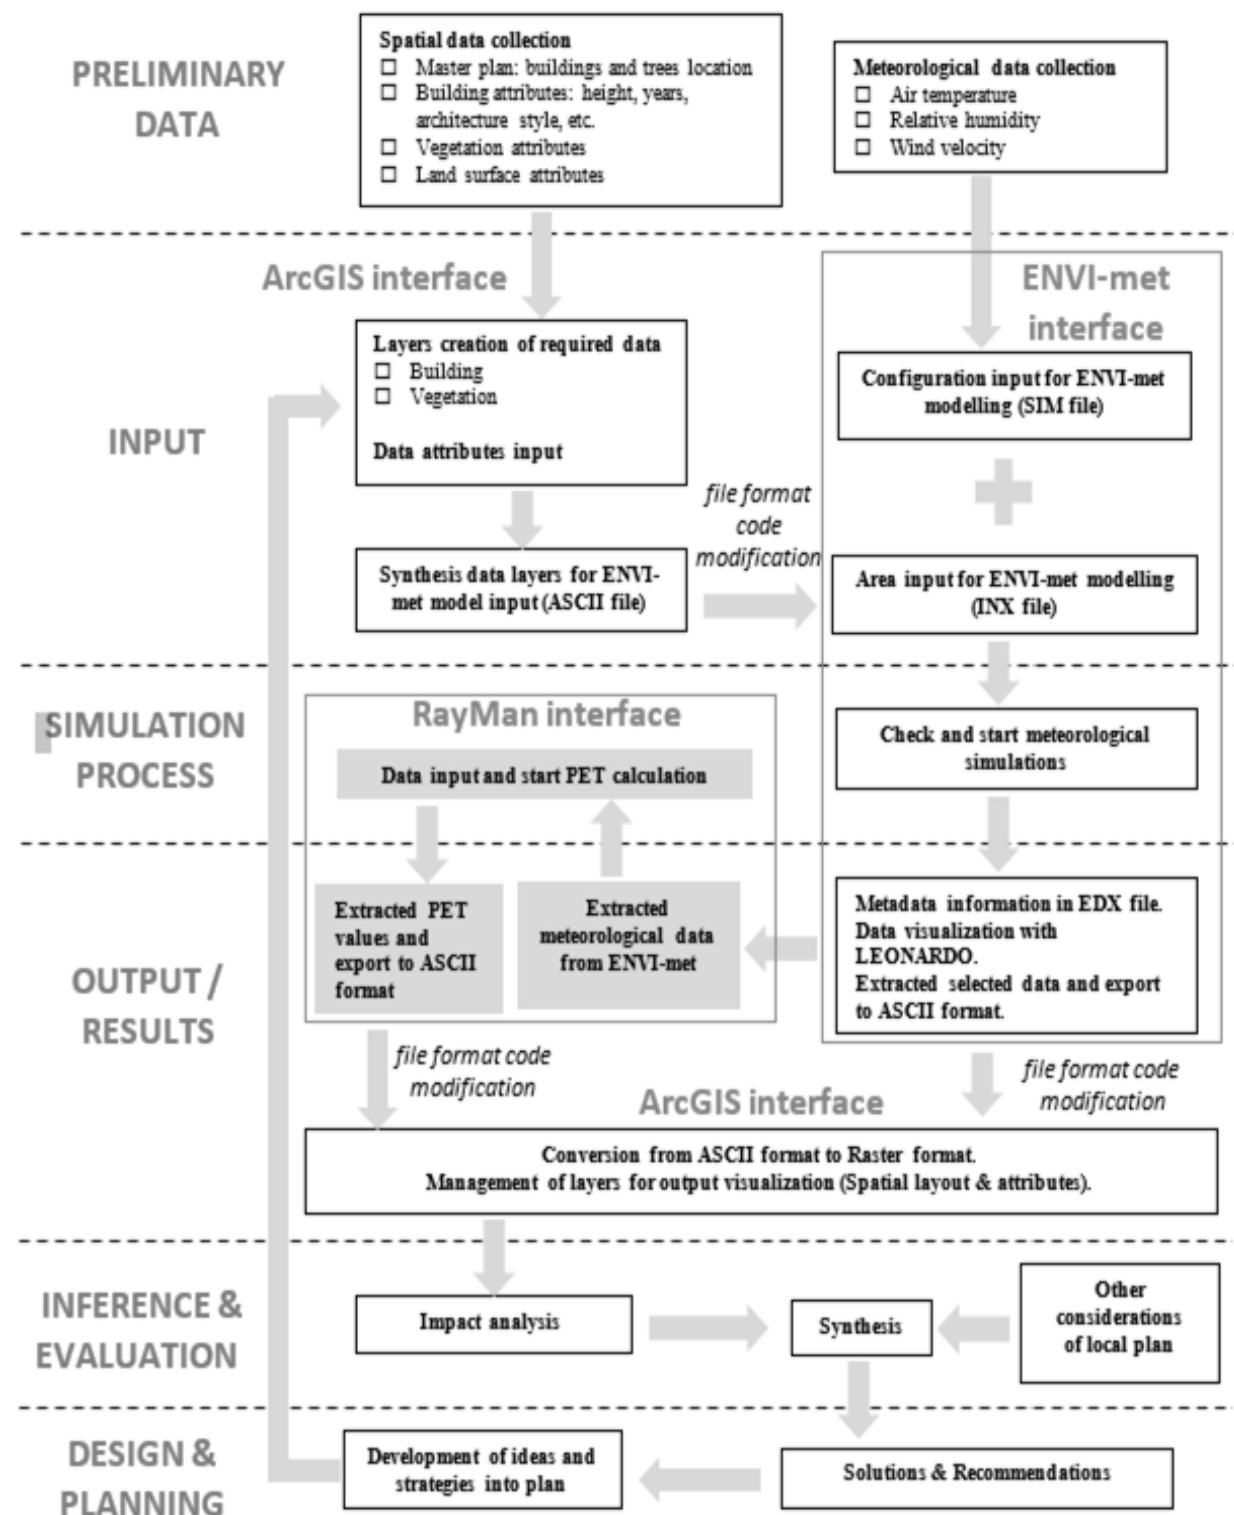 PRELIMINARY
DATA
Spatial data collection
☐ Master plan: buildings and trees location
☐ Building attributes: height, years,
architecture style, etc.
☐ Vegetation attributes
☐ Land surface attributes
Meteorological data collection
☐ Air temperature
☐ Relative humidity
☐ Wind velocity
INPUT
ArcGIS interface
Layers creation of required data
☐ Building
☐ Vegetation
Data attributes input
Synthesis data layers for ENVI-
met model input (ASCII file)
file format
code
modification
ENVI-met
interface
Configuration input for ENVI-met
modelling (SIM file)
Area input for ENVI-met modelling
(INX file)
SIMULATION
PROCESS
RayMan interface
Data input and start PET calculation
Check and start meteorological
simulations
OUTPUT /
RESULTS
Extracted PET
values and
export to ASCII
format
Extracted
meteorological data
from ENVI-met
Metadata information in EDX file.
Data visualization with
LEONARDO.
Extracted selected data and export
to ASCII format.
file format code
modification
file format code
modification
ArcGIS interface
Conversion from ASCII format to Raster format.
Management of layers for output visualization (Spatial layout & attributes).
INFERENCE &
EVALUATION
Impact analysis
Synthesis
Other
considerations
of local plan
DESIGN &
PLANNING
Development of ideas and
strategies into plan
Solutions & Recommendations